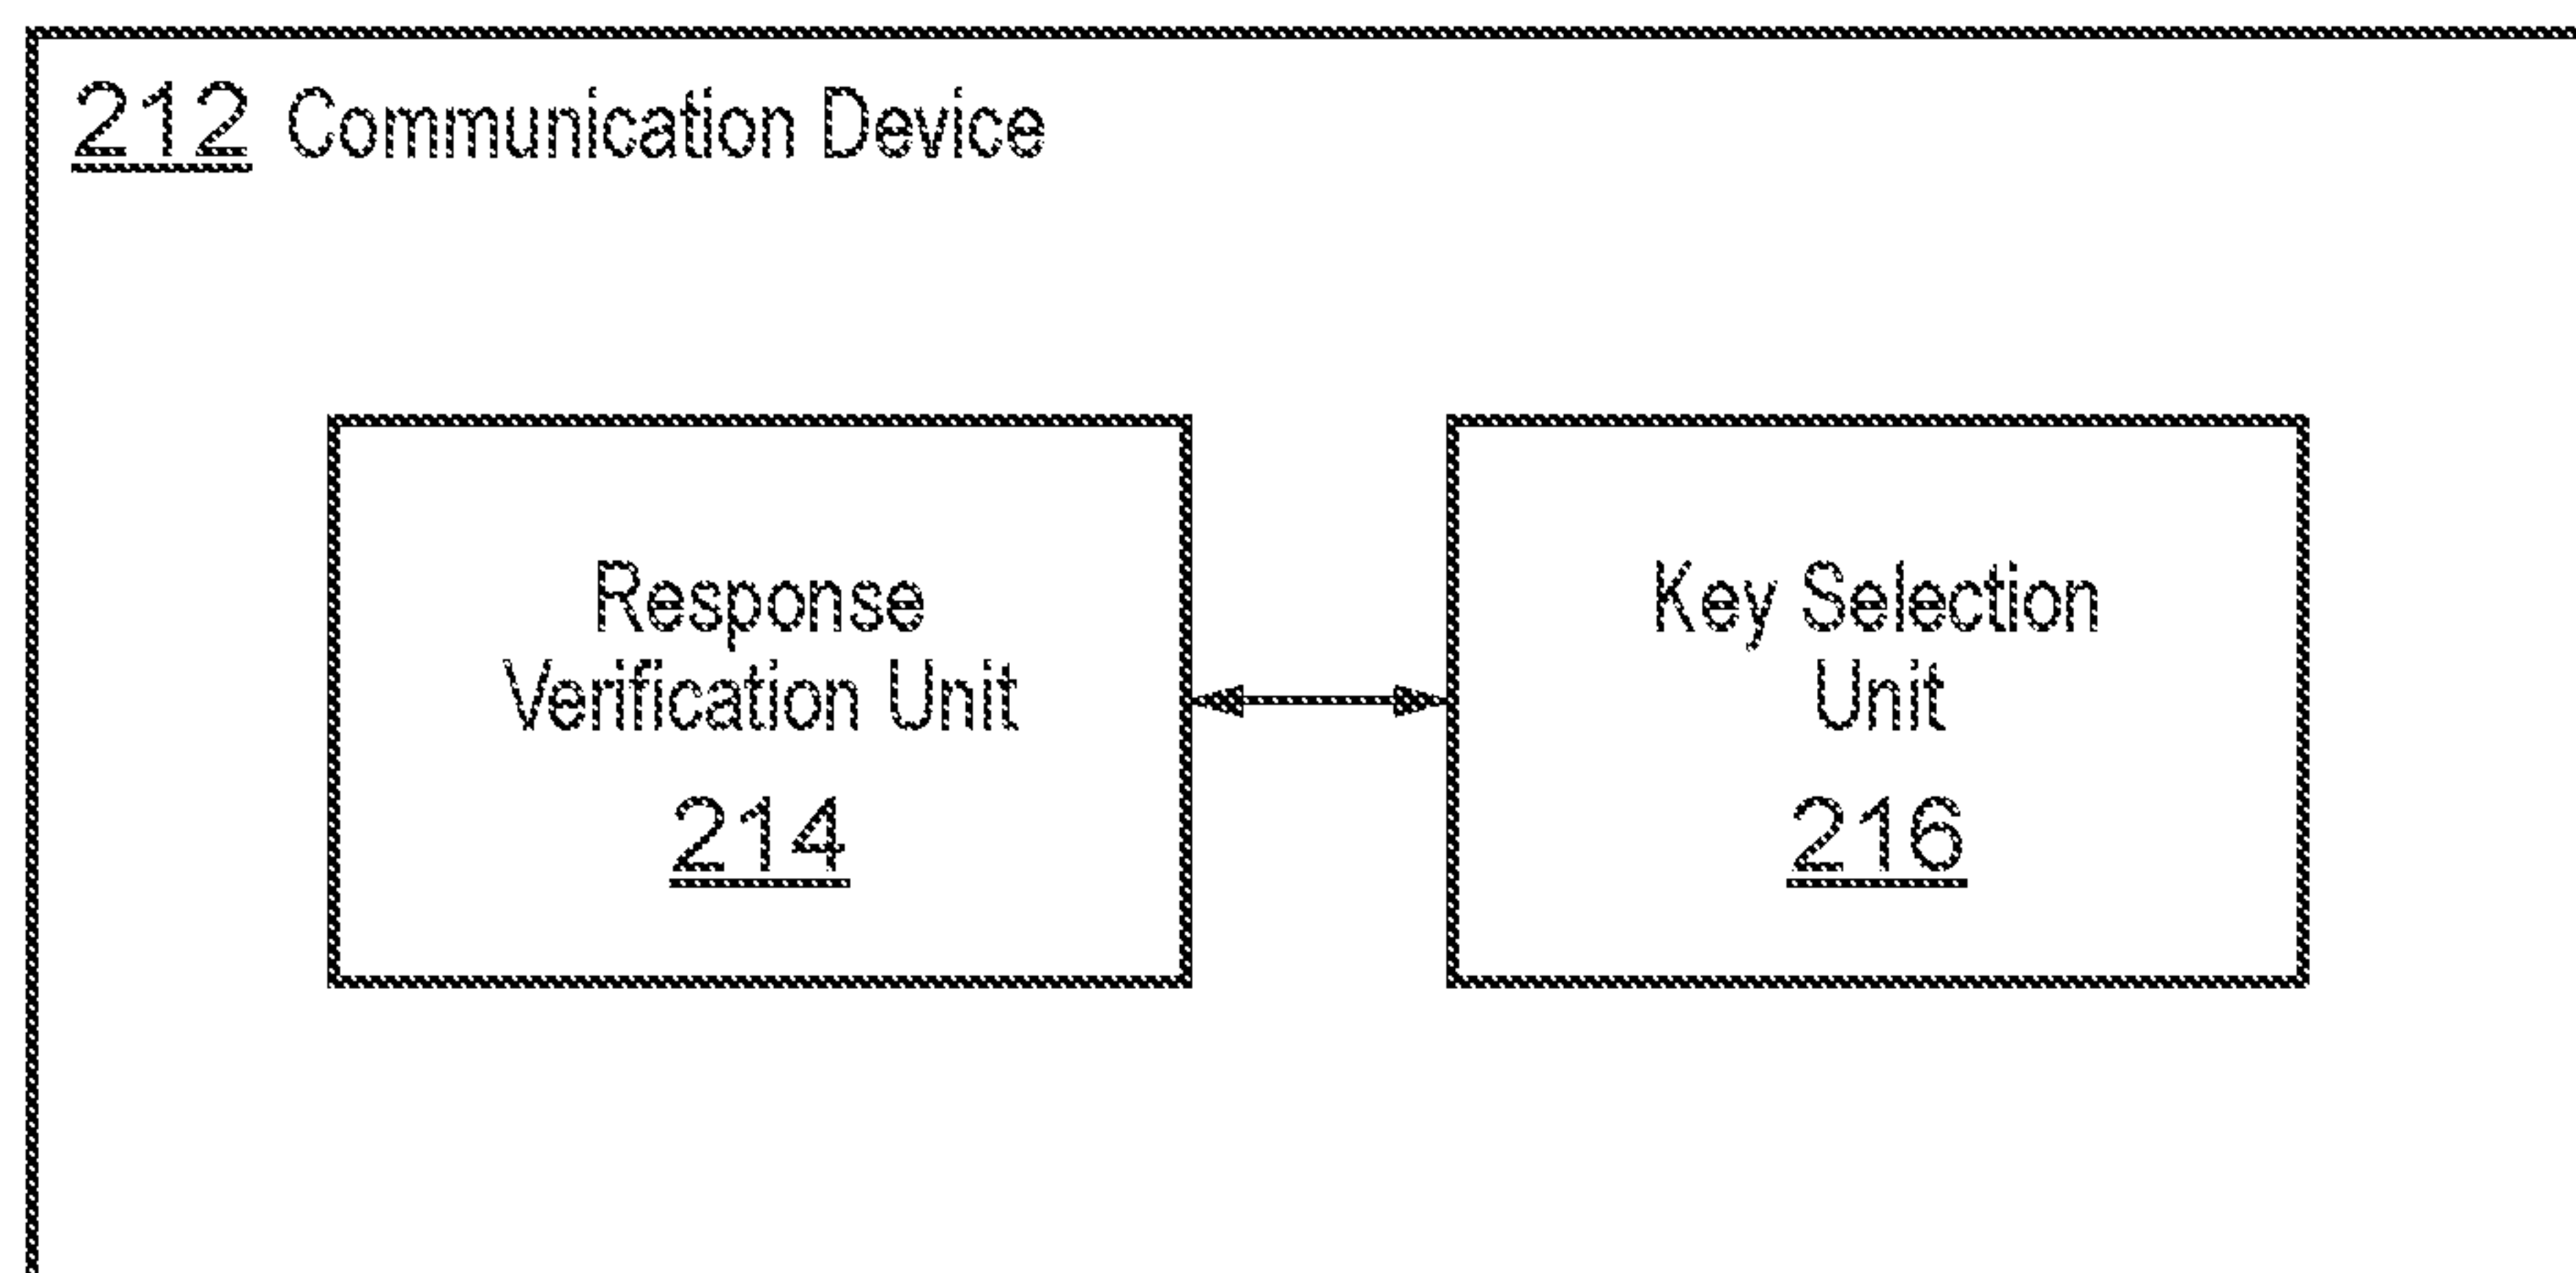 212 Communication Device
Response
Verification Unit
214
Key Selection
Unit
216